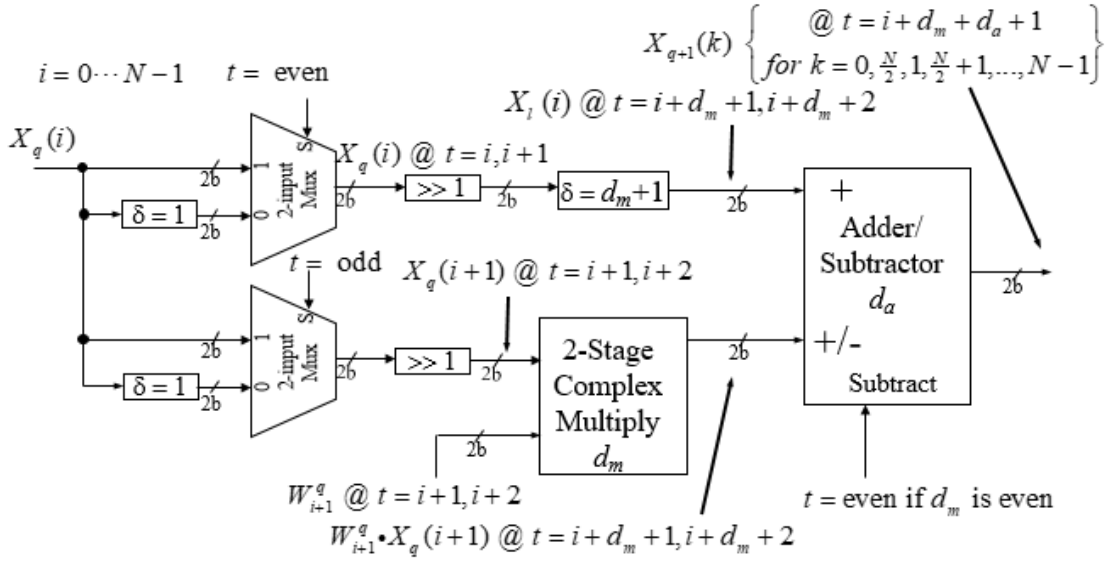 X_{q+1}(k) { @ t = i + d_m + d_a + 1
for k = 0, N/2, 1, N/2 + 1, ..., N − 1 }
i = 0 ··· N − 1
t = even
X_l (i) @ t = i + d_m + 1, i + d_m + 2
X_q (i)
S
1
2-input
Mux
0
2b
X_q (i) @ t = i, i + 1
2b
>> 1
2b
δ = d_m+1
2b
δ = 1
2b
+
Adder/
Subtractor
d_a
+/-
Subtract
2b
t = odd
X_q (i + 1) @ t = i + 1, i + 2
S
1
2-input
Mux
0
2b
2b
>> 1
2b
δ = 1
2b
2-Stage
Complex
Multiply
d_m
2b
2b
W^q_{i+1} @ t = i + 1, i + 2
t = even if d_m is even
W^q_{i+1} • X_q (i + 1) @ t = i + d_m + 1, i + d_m + 2